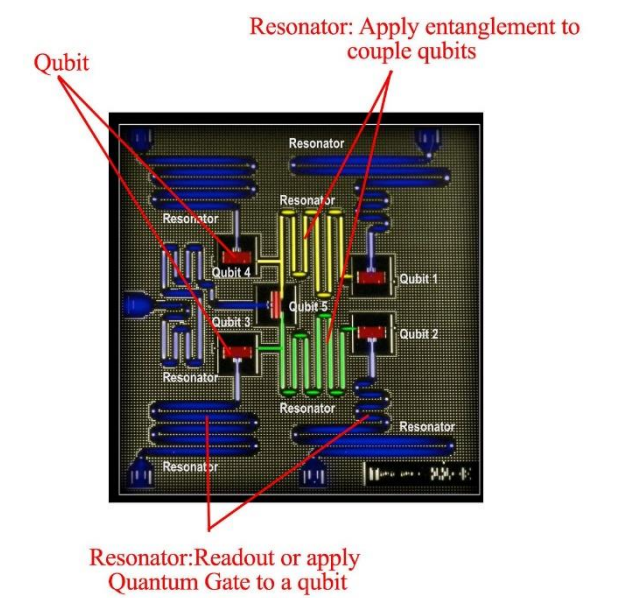 Resonator: Apply entanglement to
couple qubits
Qubit
Resonator
Resonator
Resonator
Qubit 4
Qubit 1
Qubit 5
Qubit 3
Qubit 2
Resonator
Resonator
Resonator
Resonator
Resonator:Readout or apply
Quantum Gate to a qubit